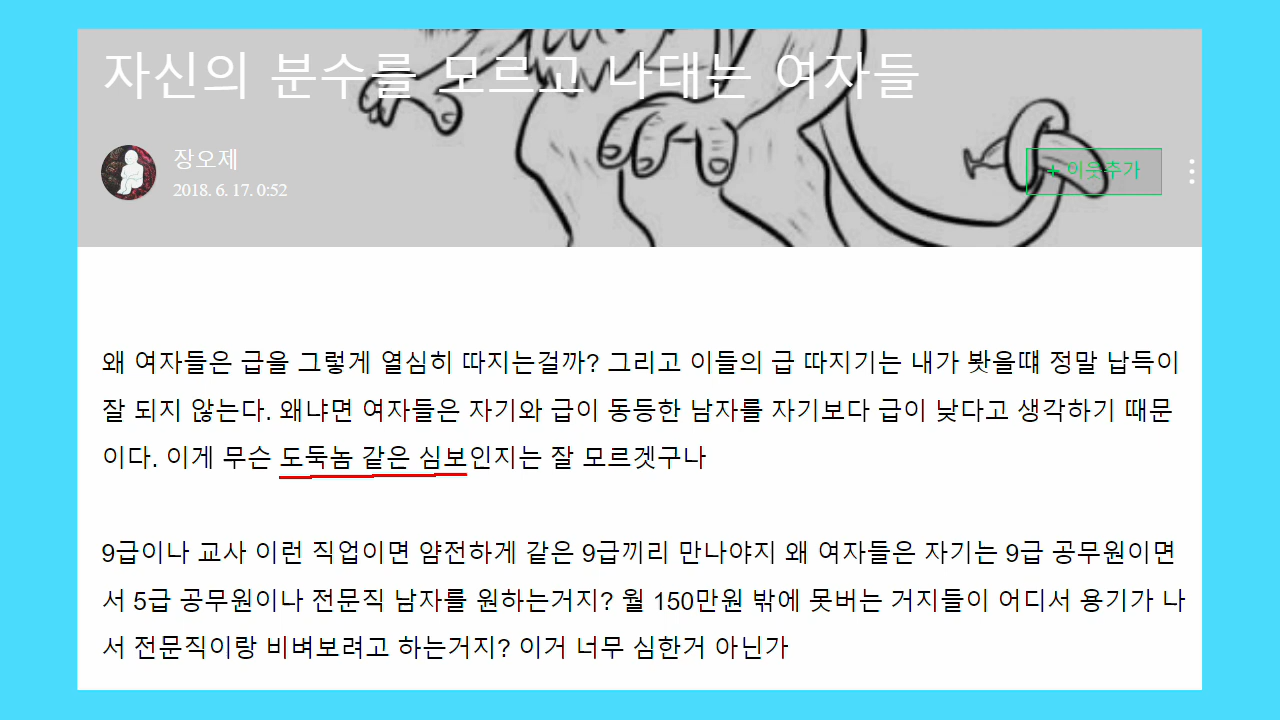 자신의 분수를 모르고 나대는 여자들
장오제
2018. 6. 17. 0:52
+ 이웃추가
왜 여자들은 급을 그렇게 열심히 따지는걸까? 그리고 이들의 급 따지기는 내가 봣을떄 정말 납득이
잘 되지 않는다. 왜냐면 여자들은 자기와 급이 동등한 남자를 자기보다 급이 낮다고 생각하기 때문
이다. 이게 무슨 도둑놈 같은 심보인지는 잘 모르겟구나
9급이나 교사 이런 직업이면 얌전하게 같은 9급끼리 만나야지 왜 여자들은 자기는 9급 공무원이면
서 5급 공무원이나 전문직 남자를 원하는거지? 월 150만원 밖에 못버는 거지들이 어디서 용기가 나
서 전문직이랑 비벼보려고 하는거지? 이거 너무 심한거 아닌가